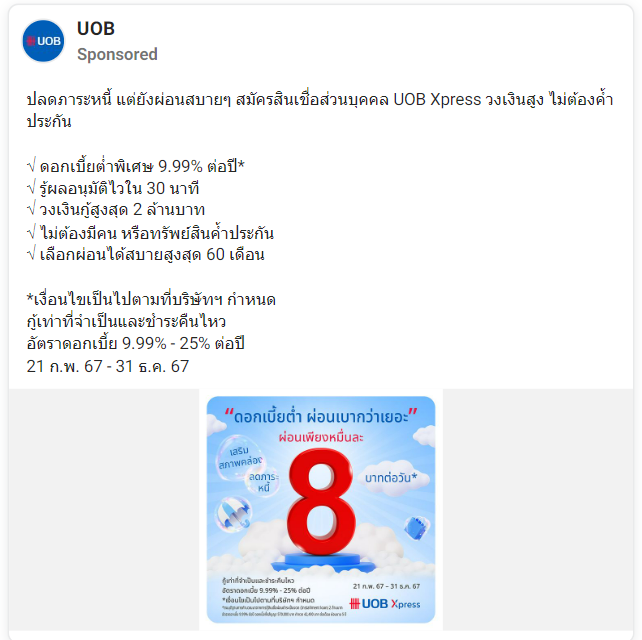 UOB
UOB
Sponsored
ปลดภาระหนี้ แต่ยังผ่อนสบายๆ สมัครสินเชื่อส่วนบุคคล UOB Xpress วงเงินสูง ไม่ต้องค้ำ
ประกัน
√ ดอกเบี้ยต่ำพิเศษ 9.99% ต่อปี*
√ รู้ผลอนุมัติไวใน 30 นาที
√ วงเงินกู้สูงสุด 2 ล้านบาท
√ ไม่ต้องมีคน หรือทรัพย์สินค้ำประกัน
√ เลือกผ่อนได้สบายสูงสุด 60 เดือน
*เงื่อนไขเป็นไปตามที่บริษัทฯ กำหนด
กู้เท่าที่จำเป็นและชำระคืนไหว
อัตราดอกเบี้ย 9.99% - 25% ต่อปี
21 ก.พ. 67 - 31 ธ.ค. 67
“ดอกเบี้ยต่ำ ผ่อนเบากว่าเยอะ”
ผ่อนเพียงหมื่นละ
เสริม
สภาพคล่อง
ลดภาระ
หนี้
8
บาทต่อวัน*
กู้เท่าที่จำเป็นและชำระคืนไหว
อัตราดอกเบี้ย 9.99% - 25% ต่อปี
*เงื่อนไขเป็นไปตามที่บริษัทฯ กำหนด
21 ก.พ. 67 - 31 ธ.ค. 67
UOB Xpress